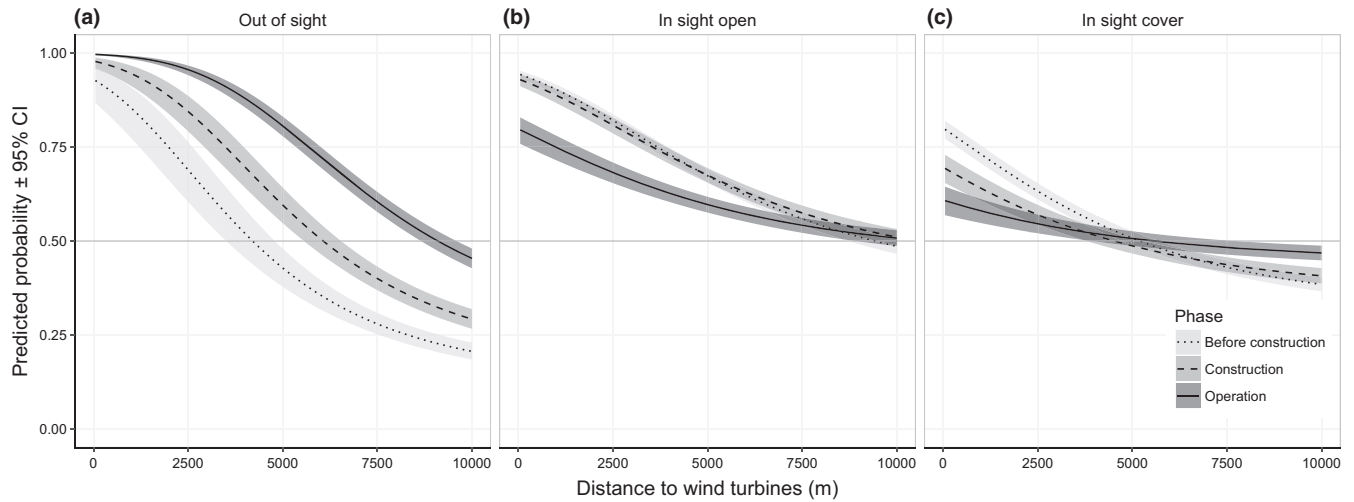 (a) Out of sight
(b) In sight open
(c) In sight cover
Predicted probability ± 95% CI
1.00
0.75
0.50
0.25
0.00
0 2500 5000 7500 10000
0 2500 5000 7500 10000
0 2500 5000 7500 10000
Distance to wind turbines (m)
Phase
Before construction
Construction
Operation